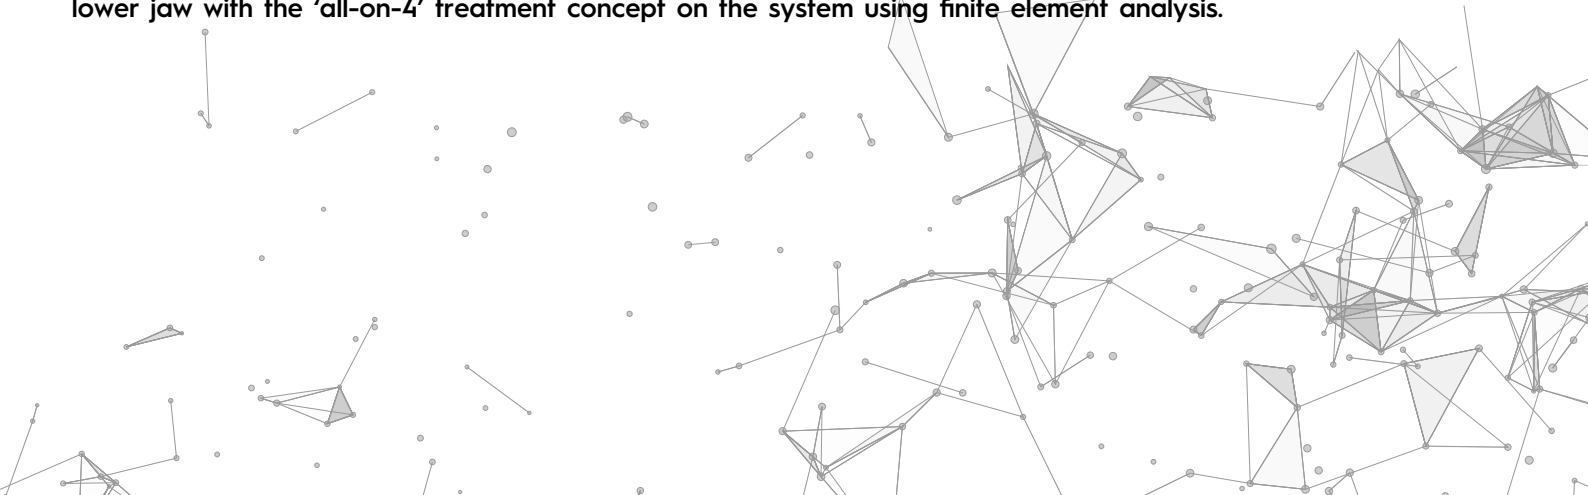 lower jaw with the ‘all-on-4’ treatment concept on the system using finite element analysis.